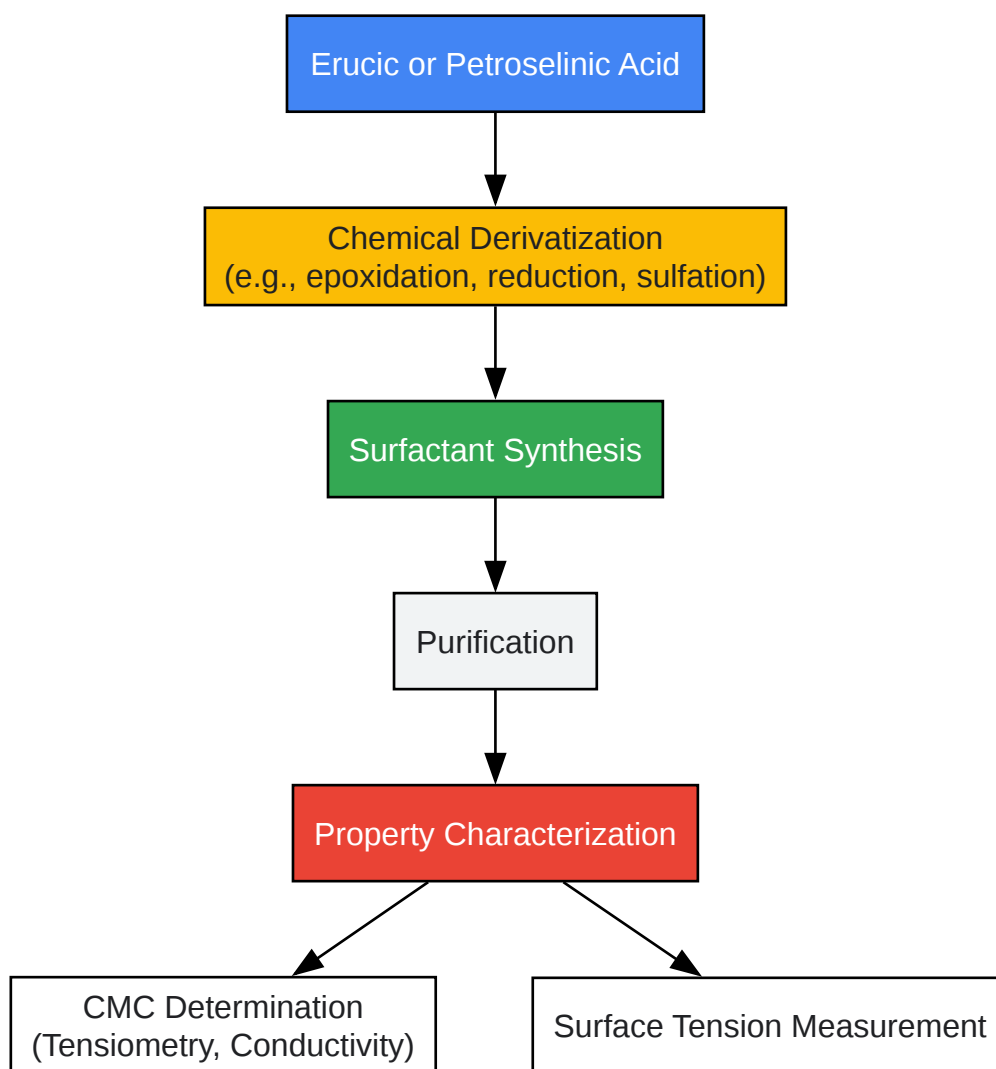 Erucic or Petroselinic Acid
Chemical Derivatization
(e.g., epoxidation, reduction, sulfation)
Surfactant Synthesis
Purification
Property Characterization
CMC Determination
(Tensiometry, Conductivity)
Surface Tension Measurement